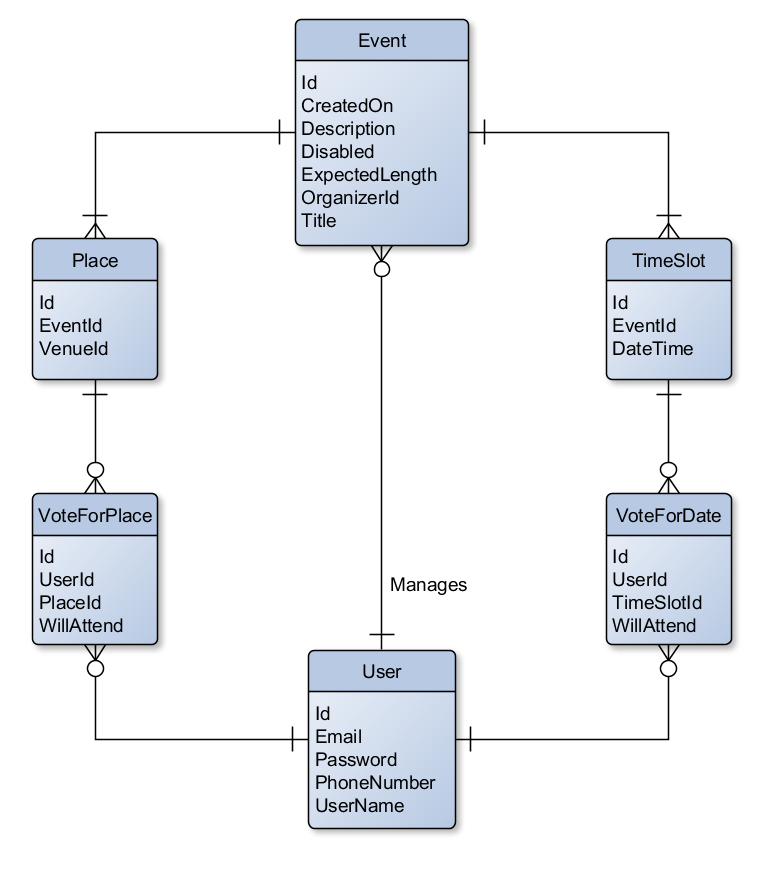 Event
Id
CreatedOn
Description
Disabled
ExpectedLength
OrganizerId
Title
Place
Id
EventId
VenueId
TimeSlot
Id
EventId
DateTime
VoteForPlace
Id
UserId
PlaceId
WillAttend
VoteForDate
Id
UserId
TimeSlotId
WillAttend
Manages
User
Id
Email
Password
PhoneNumber
UserName